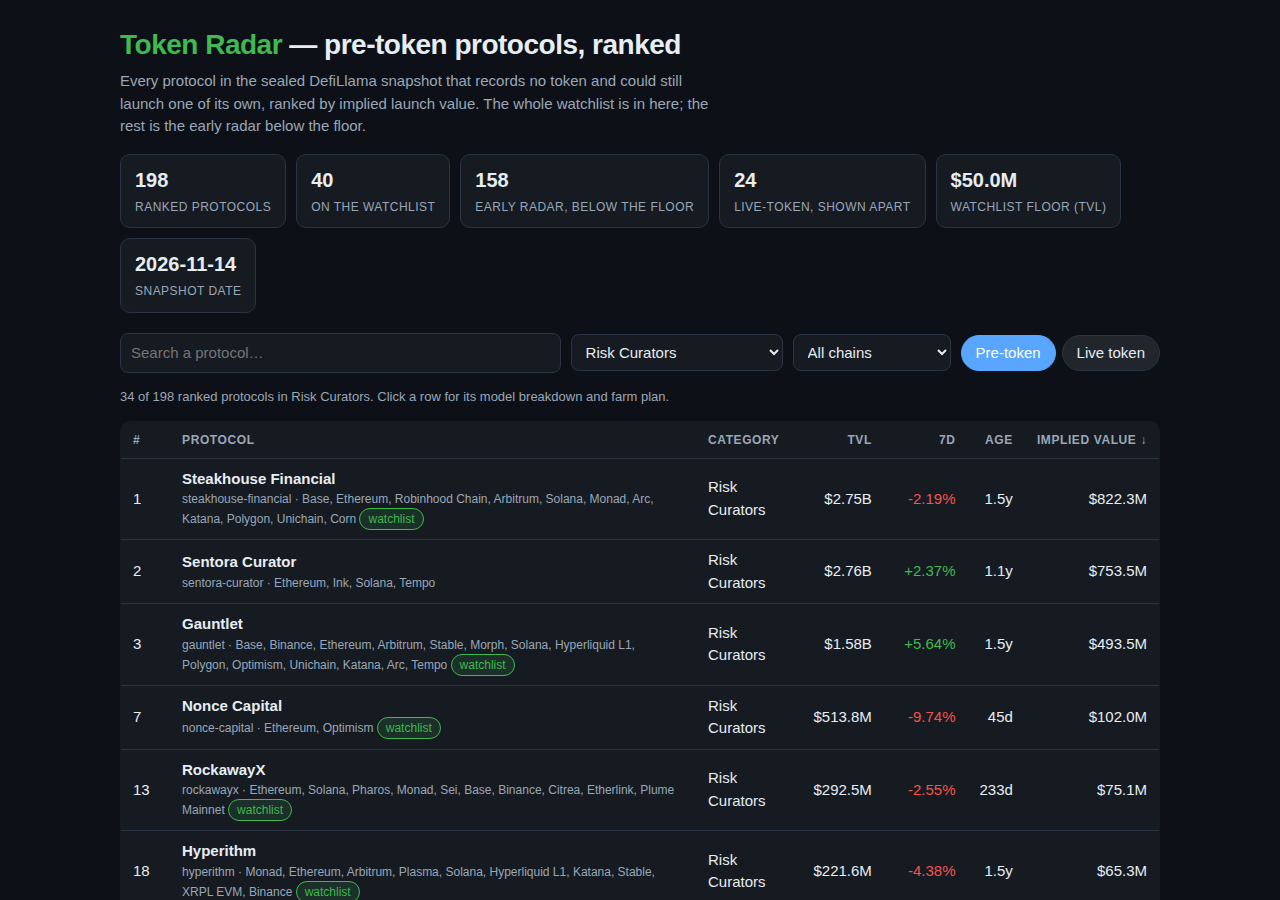 Token Radar — pre-token protocols, ranked
Every protocol in the sealed DefiLlama snapshot that records no token and could still
launch one of its own, ranked by implied launch value. The whole watchlist is in here; the
rest is the early radar below the floor.
198
RANKED PROTOCOLS
40
ON THE WATCHLIST
158
EARLY RADAR, BELOW THE FLOOR
24
LIVE-TOKEN, SHOWN APART
$50.0M
WATCHLIST FLOOR (TVL)
2026-11-14
SNAPSHOT DATE
Search a protocol…
Risk Curators
All chains
Pre-token
Live token
34 of 198 ranked protocols in Risk Curators. Click a row for its model breakdown and farm plan.
# PROTOCOL CATEGORY TVL 7D AGE IMPLIED VALUE ↓
1
Steakhouse Financial
steakhouse-financial · Base, Ethereum, Robinhood Chain, Arbitrum, Solana, Monad, Arc,
Katana, Polygon, Unichain, Corn watchlist
Risk
Curators
$2.75B -2.19% 1.5y $822.3M
2
Sentora Curator
sentora-curator · Ethereum, Ink, Solana, Tempo
Risk
Curators
$2.76B +2.37% 1.1y $753.5M
3
Gauntlet
gauntlet · Base, Binance, Ethereum, Arbitrum, Stable, Morph, Solana, Hyperliquid L1,
Polygon, Optimism, Unichain, Katana, Arc, Tempo watchlist
Risk
Curators
$1.58B +5.64% 1.5y $493.5M
7
Nonce Capital
nonce-capital · Ethereum, Optimism watchlist
Risk
Curators
$513.8M -9.74% 45d $102.0M
13
RockawayX
rockawayx · Ethereum, Solana, Pharos, Monad, Sei, Base, Binance, Citrea, Etherlink, Plume
Mainnet watchlist
Risk
Curators
$292.5M -2.55% 233d $75.1M
18
Hyperithm
hyperithm · Monad, Ethereum, Arbitrum, Plasma, Solana, Hyperliquid L1, Katana, Stable,
XRPL EVM, Binance watchlist
Risk
Curators
$221.6M -4.38% 1.5y $65.3M